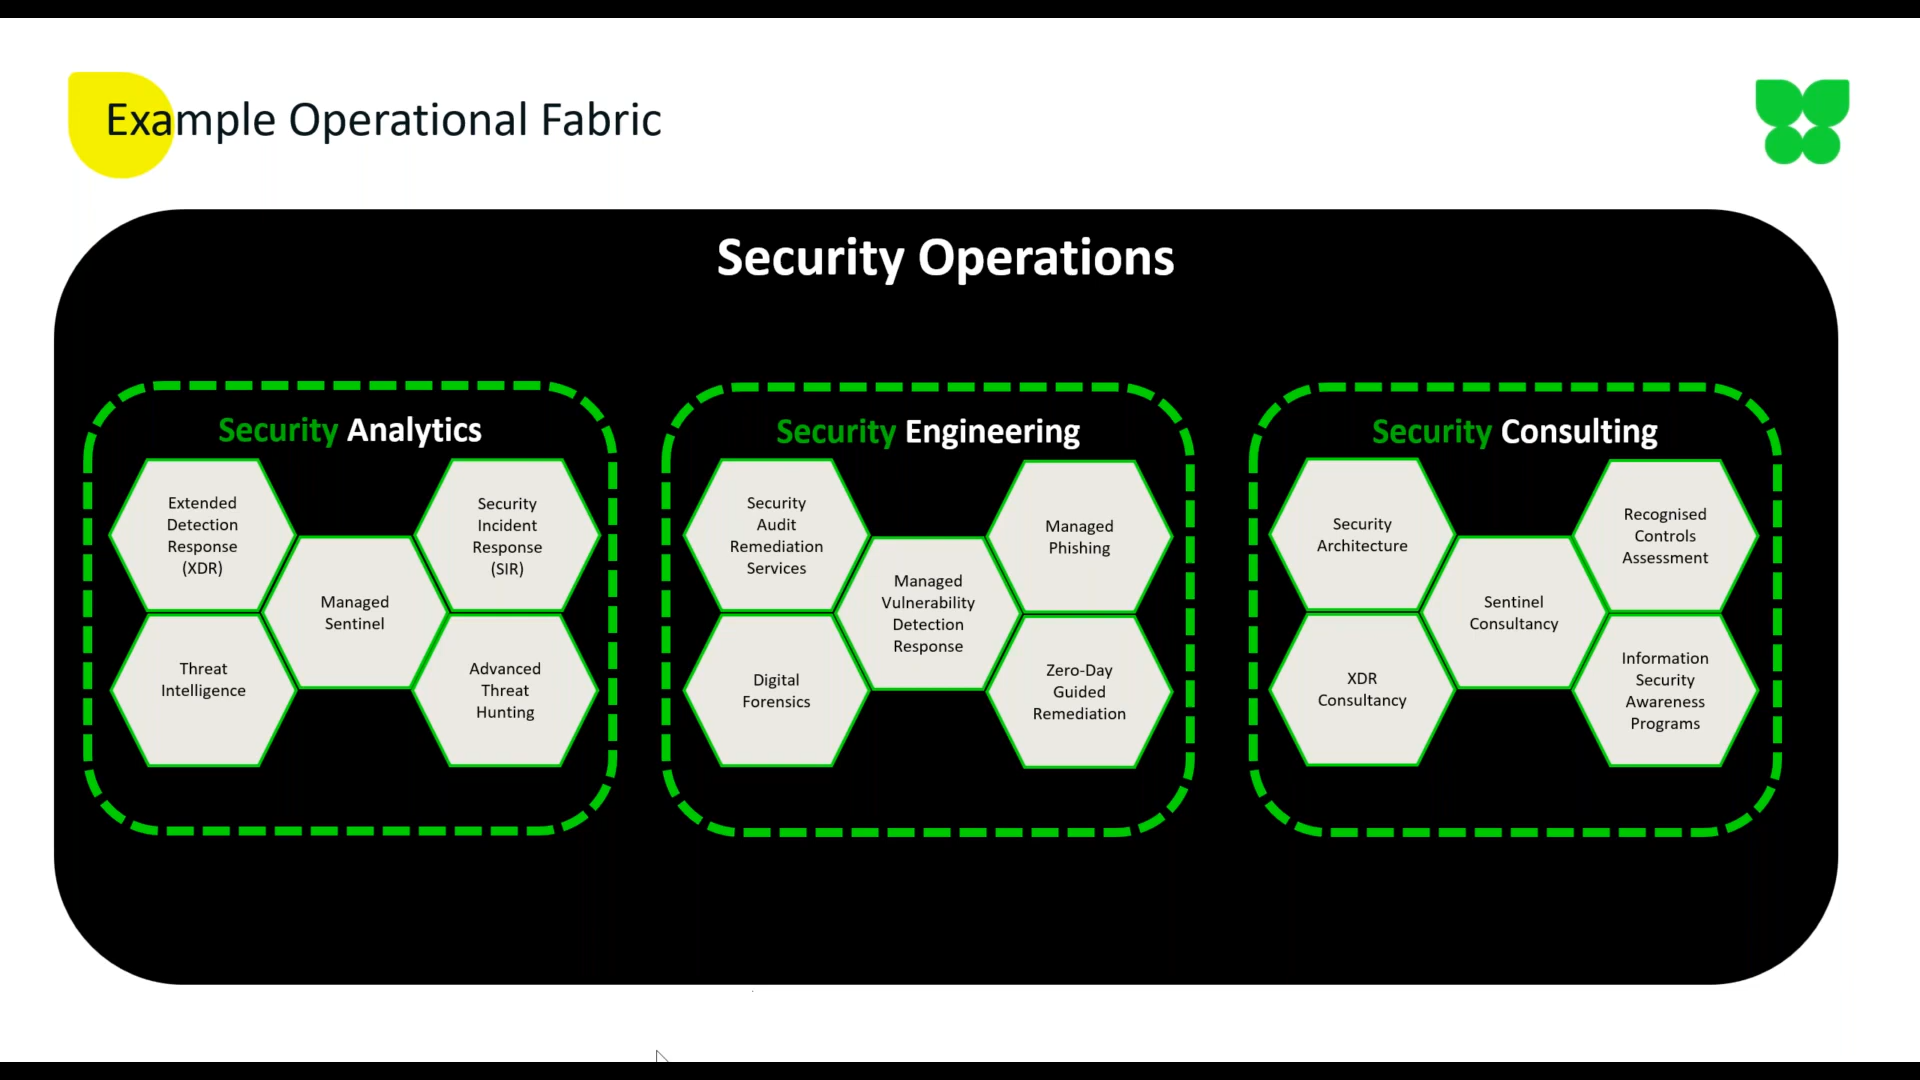 Example Operational Fabric
Security Operations
Security Analytics
Extended
Detection
Response
(XDR)
Security
Incident
Response
(SIR)
Managed
Sentinel
Threat
Intelligence
Advanced
Threat
Hunting
Security Engineering
Security
Audit
Remediation
Services
Managed
Phishing
Managed
Vulnerability
Detection
Response
Digital
Forensics
Zero-Day
Guided
Remediation
Security Consulting
Security
Architecture
Recognised
Controls
Assessment
Sentinel
Consultancy
XDR
Consultancy
Information
Security
Awareness
Programs